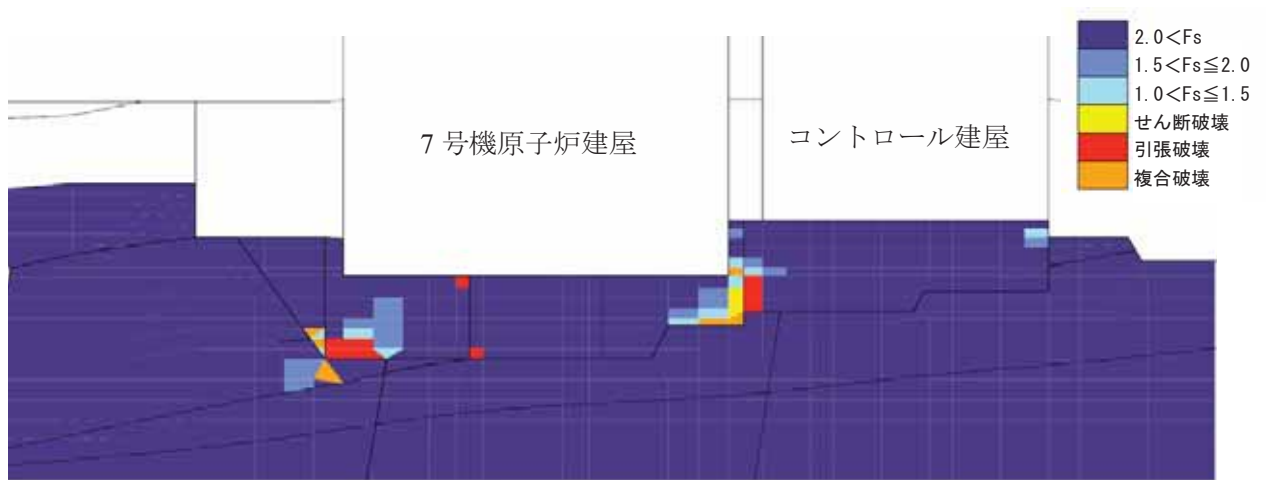 2.0<Fs
1.5<Fs≦2.0
1.0<Fs≦1.5
せん断破壊
引張破壊
複合破壊
7号機原子炉建屋
コントロール建屋